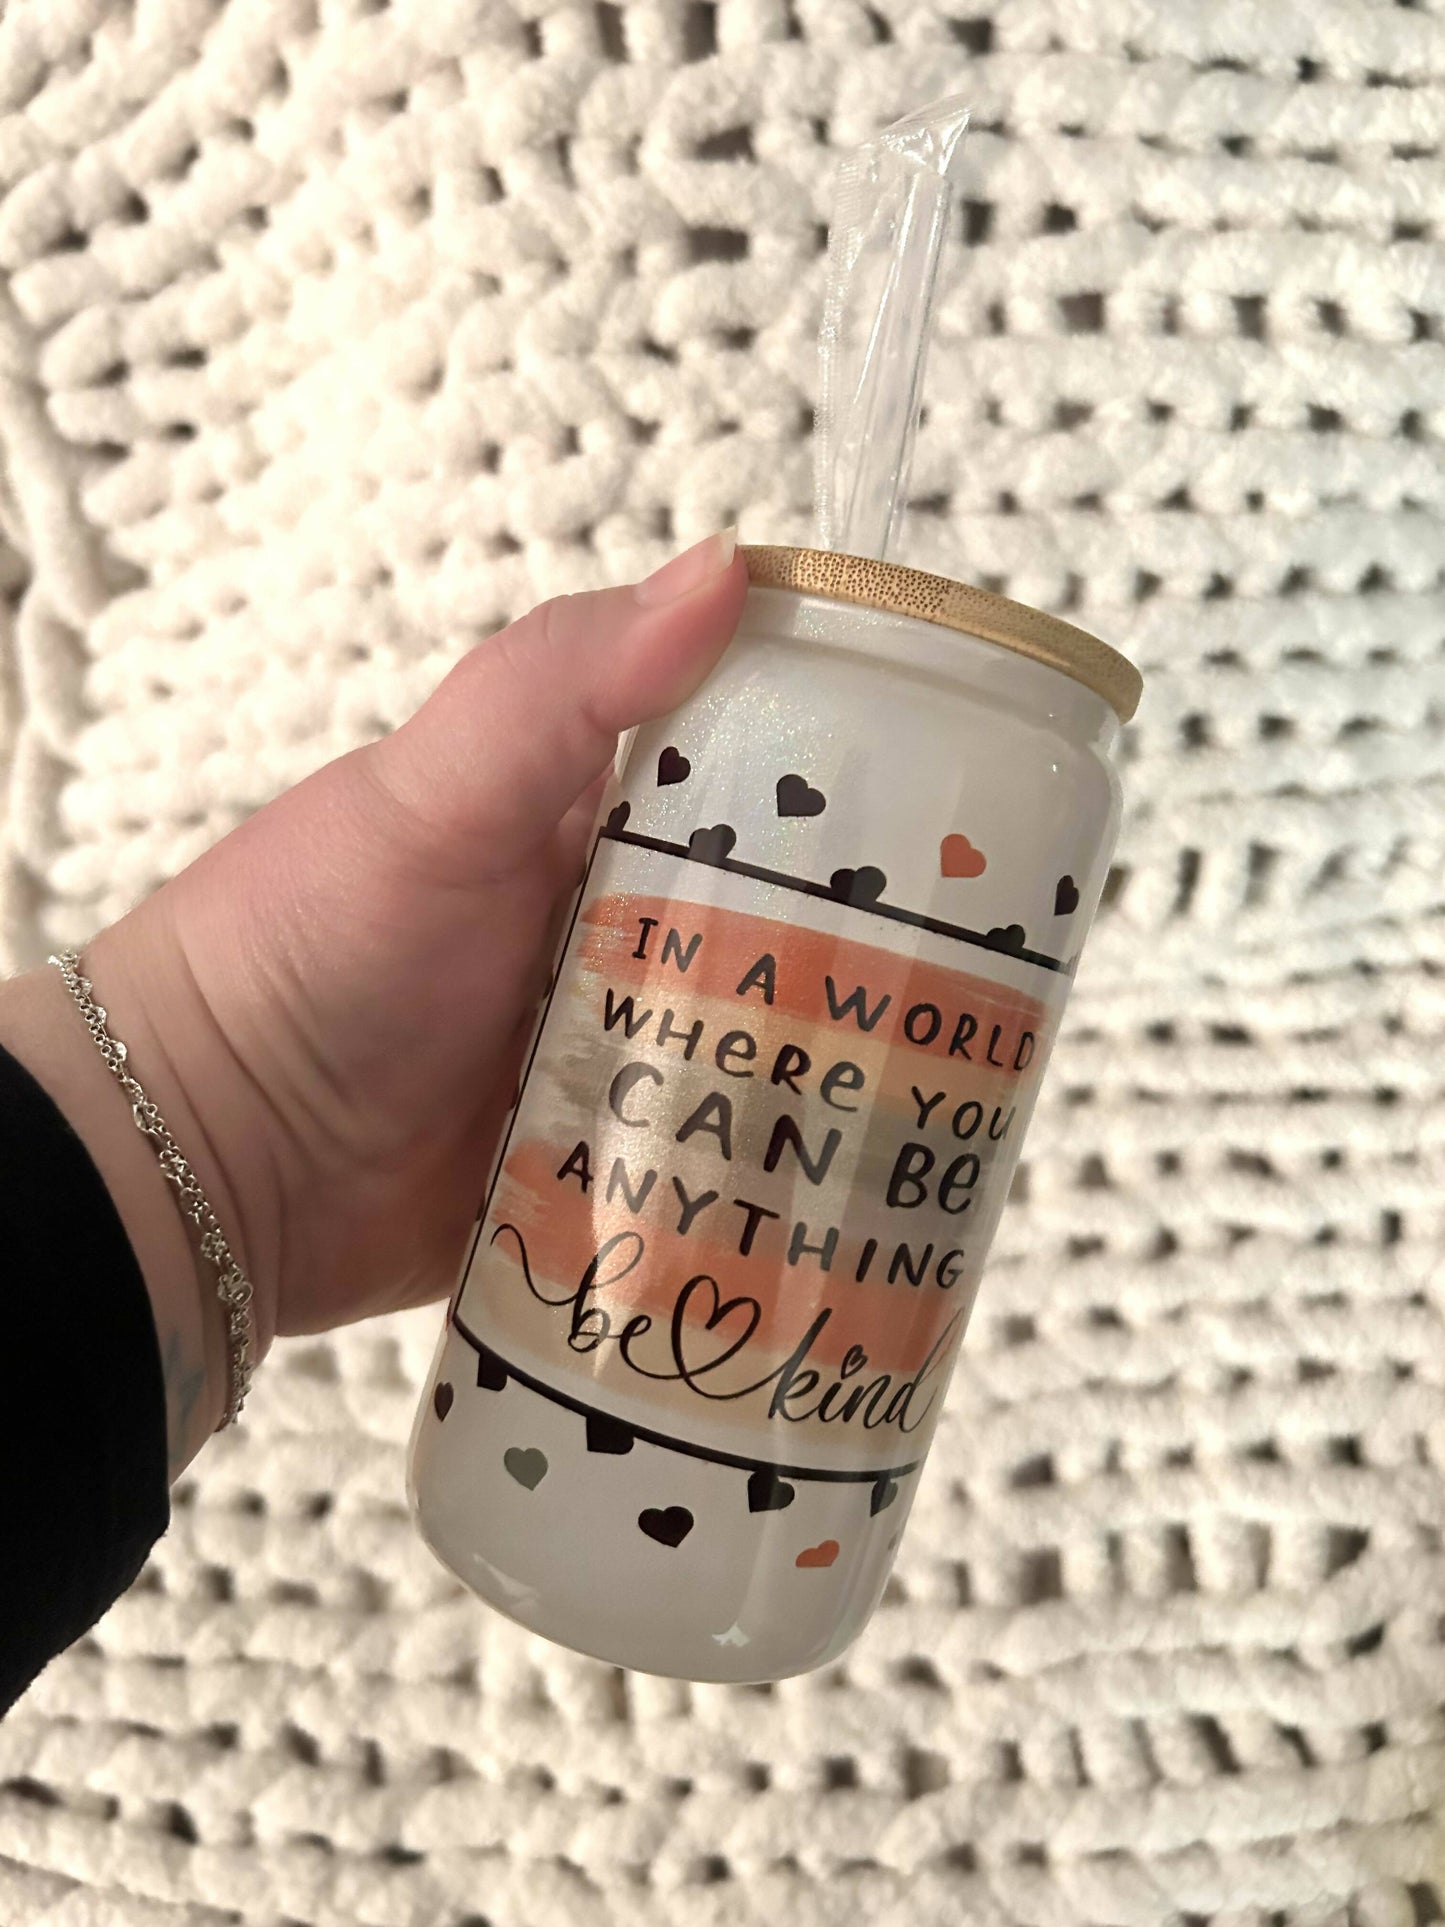 IN A WORLD
WHeRe YOU
CAN Be
ANYTHING
be kind